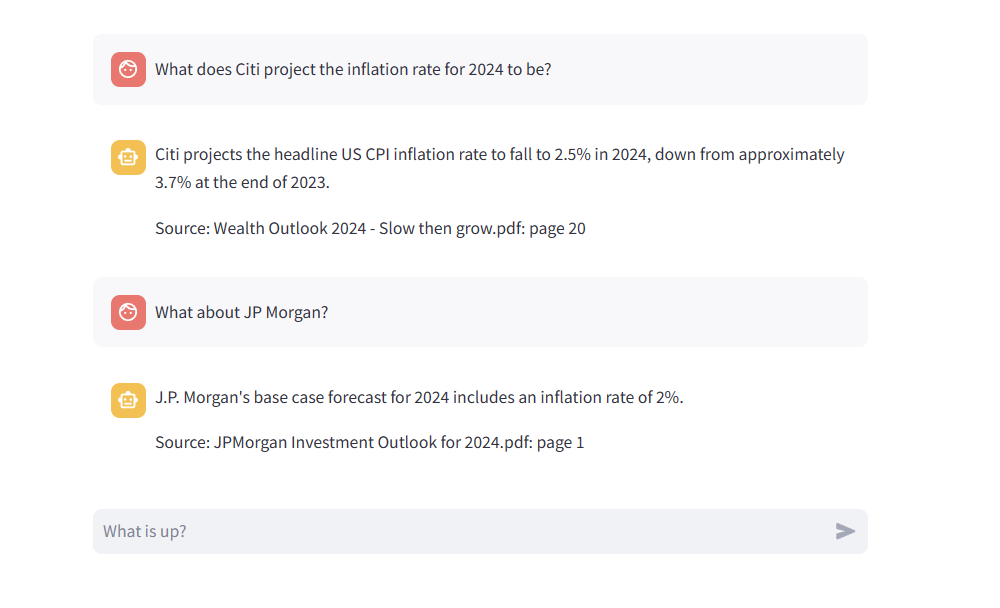 What does Citi project the inflation rate for 2024 to be?
Citi projects the headline US CPI inflation rate to fall to 2.5% in 2024, down from approximately
3.7% at the end of 2023.
Source: Wealth Outlook 2024 - Slow then grow.pdf: page 20
What about JP Morgan?
J.P. Morgan's base case forecast for 2024 includes an inflation rate of 2%.
Source: JPMorgan Investment Outlook for 2024.pdf: page 1
What is up?